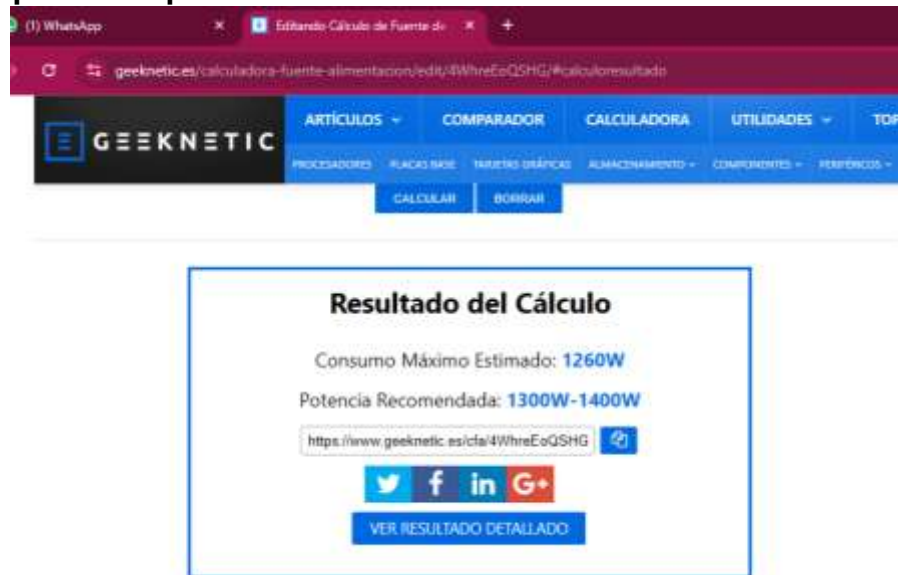 (1) WhatsApp × Editando Cálculo de Fuente de × +
geeknetic.es/calculadora-fuente-alimentacion/edit/4WhreEoQSHG/#calculoresultado
GEEKNETIC
ARTÍCULOS COMPARADOR CALCULADORA UTILIDADES TOP
PROCESADORES PLACAS BASE TARJETAS GRÁFICAS ALMACENAMIENTO COMPONENTES PERIFÉRICOS
CALCULAR BORRAR
Resultado del Cálculo
Consumo Máximo Estimado: 1260W
Potencia Recomendada: 1300W-1400W
https://www.geeknetic.es/cfa/4WhreEoQSHG
f in G+
VER RESULTADO DETALLADO